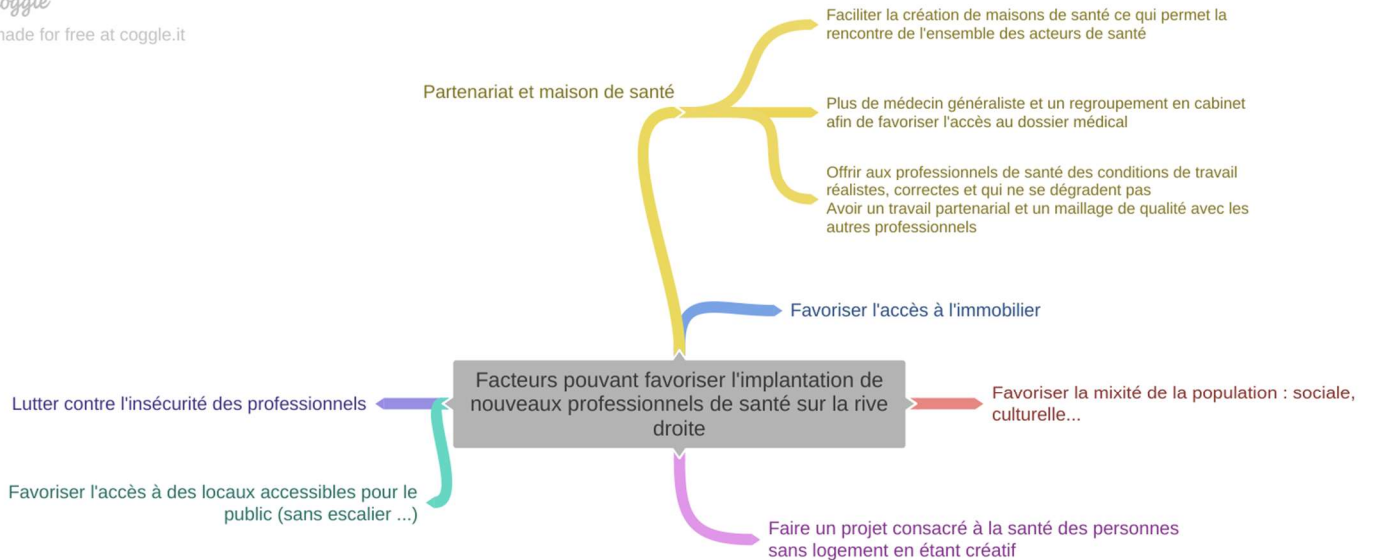 oggle
made for free at coggle.it
Faciliter la création de maisons de santé ce qui permet la
rencontre de l'ensemble des acteurs de santé
Partenariat et maison de santé
Plus de médecin généraliste et un regroupement en cabinet
afin de favoriser l'accès au dossier médical
Offrir aux professionnels de santé des conditions de travail
réalistes, correctes et qui ne se dégradent pas
Avoir un travail partenarial et un maillage de qualité avec les
autres professionnels
Favoriser l'accès à l'immobilier
Facteurs pouvant favoriser l'implantation de
nouveaux professionnels de santé sur la rive
droite
Lutter contre l'insécurité des professionnels
Favoriser la mixité de la population : sociale,
culturelle...
Favoriser l'accès à des locaux accessibles pour le
public (sans escalier ...)
Faire un projet consacré à la santé des personnes
sans logement en étant créatif